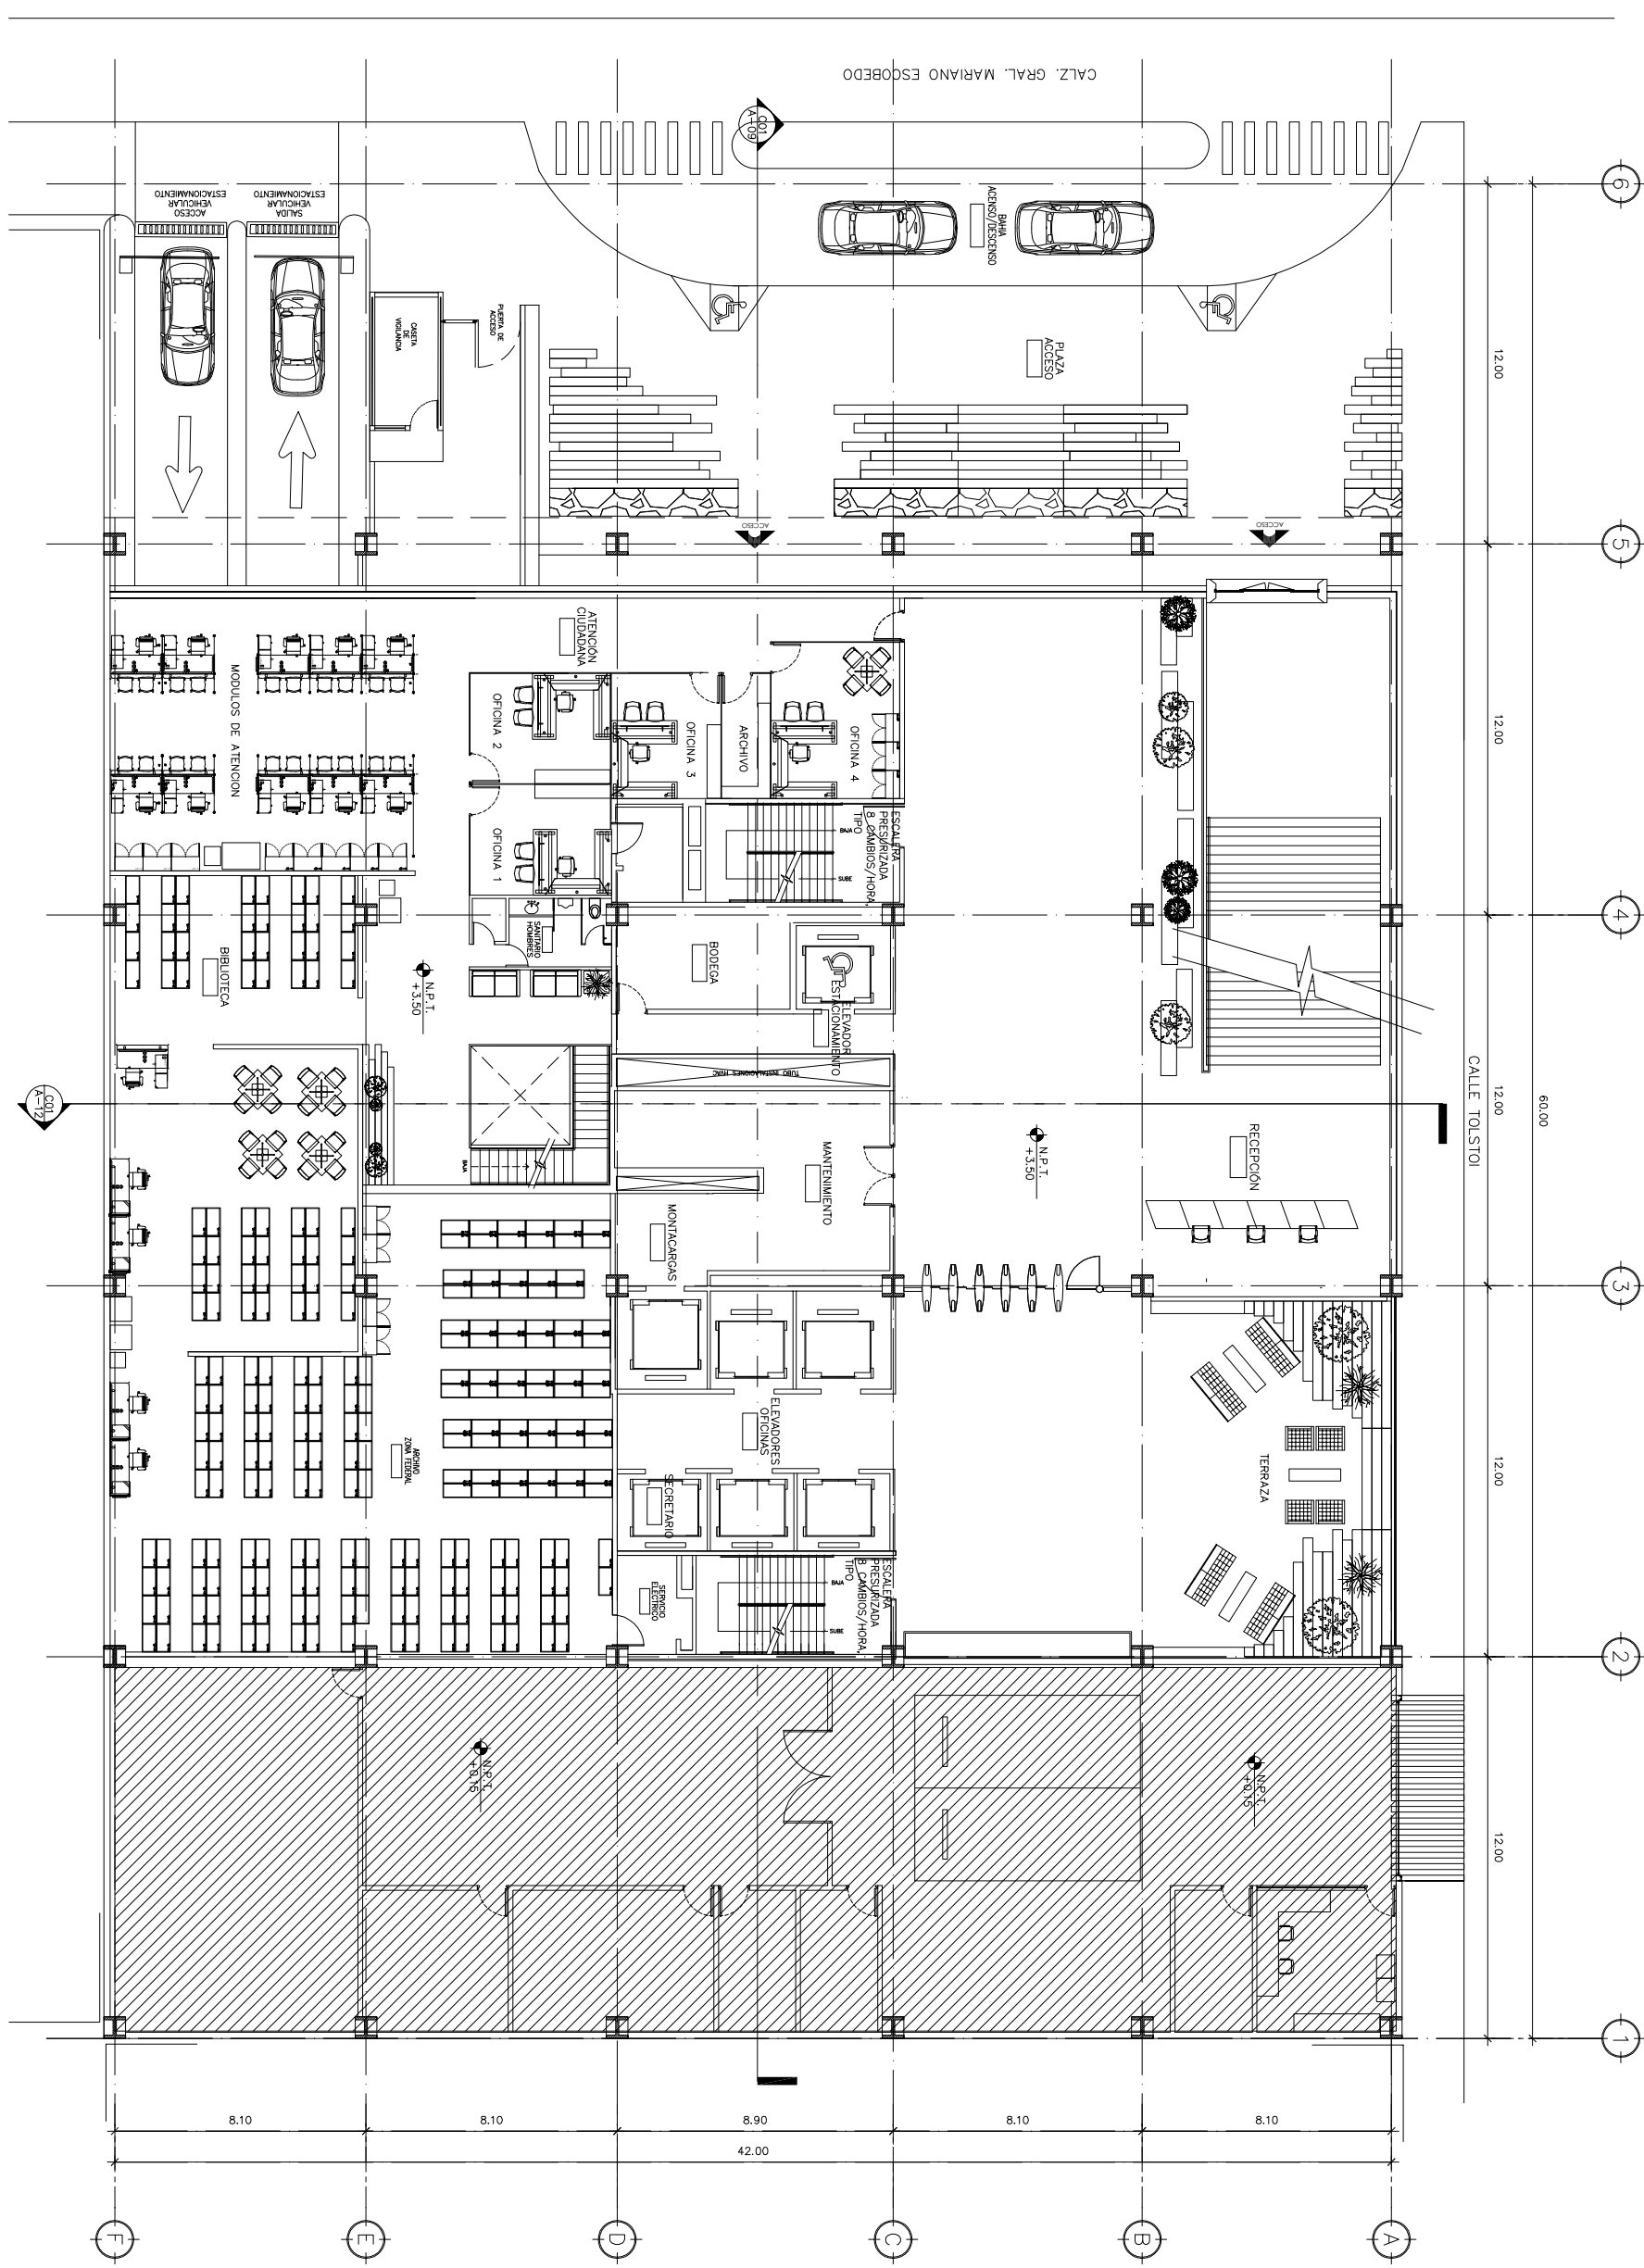 CALZ. GRAL. MARIANO ESCOBEDO
C01
A-09
6
ACCESO
VEHICULAR
ESTACIONAMIENTO
SALIDA
VEHICULAR
ESTACIONAMIENTO
BAHIA
ACENSO/DESCENSO
CASETA
DE
VIGILANCIA
PUERTA DE
ACCESO
PLAZA
ACCESO
12.00
ACCESO
ACCESO
5
ATENCIÓN
CIUDADANA
MODULOS DE ATENCION
OFICINA 2
OFICINA 3
ARCHIVO
OFICINA 4
12.00
OFICINA 1
ESCALERA
PRESURIZADA
TIPO
8 CAMBIOS/HORA
BAJA
SUBE
4
SANITARIO
HOMBRES
BODEGA
BIBLIOTECA
N.P.T.
+3.50
ELEVADOR
ESTACIONAMIENTO
TUBO INSTALACIONES HVAC
C01
A-12
BAJA
MANTENIMIENTO
N.P.T.
+3.50
RECEPCIÓN
CALLE TOLSTOI
12.00
60.00
MONTACARGAS
3
ARCHIVO
ZONA FEDERAL
ELEVADORES
OFICINAS
SECRETARIO
TERRAZA
12.00
SERVICIO
ELECTRICO
ESCALERA
PRESURIZADA
TIPO
8 CAMBIOS/HORA
BAJA
SUBE
2
N.P.T.
+0.15
N.P.T.
+0.15
12.00
1
8.10
8.10
8.90
8.10
8.10
42.00
F
E
D
C
B
A